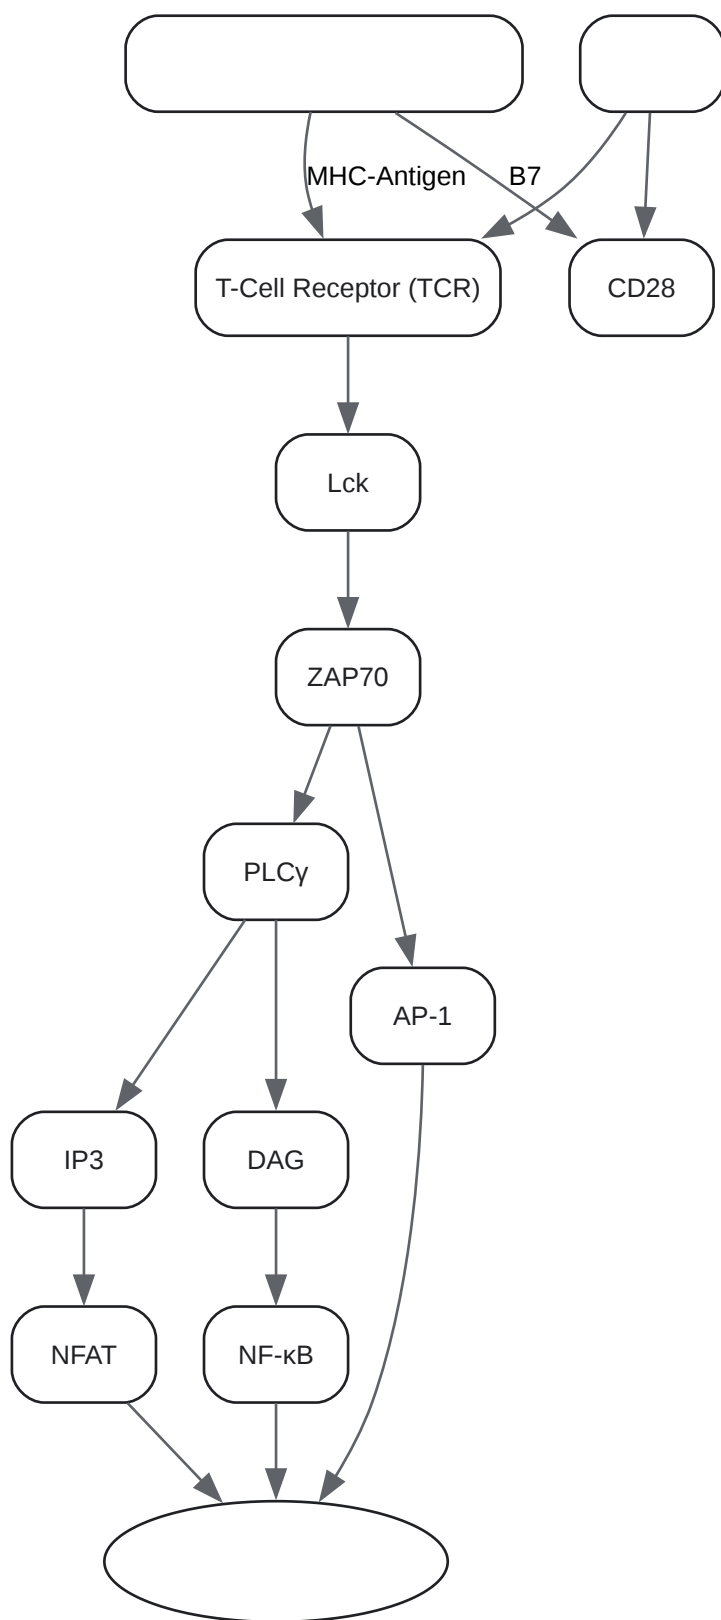 MHC-Antigen
B7
T-Cell Receptor (TCR)
CD28
Lck
ZAP70
PLCγ
AP-1
IP3
DAG
NFAT
NF-κB